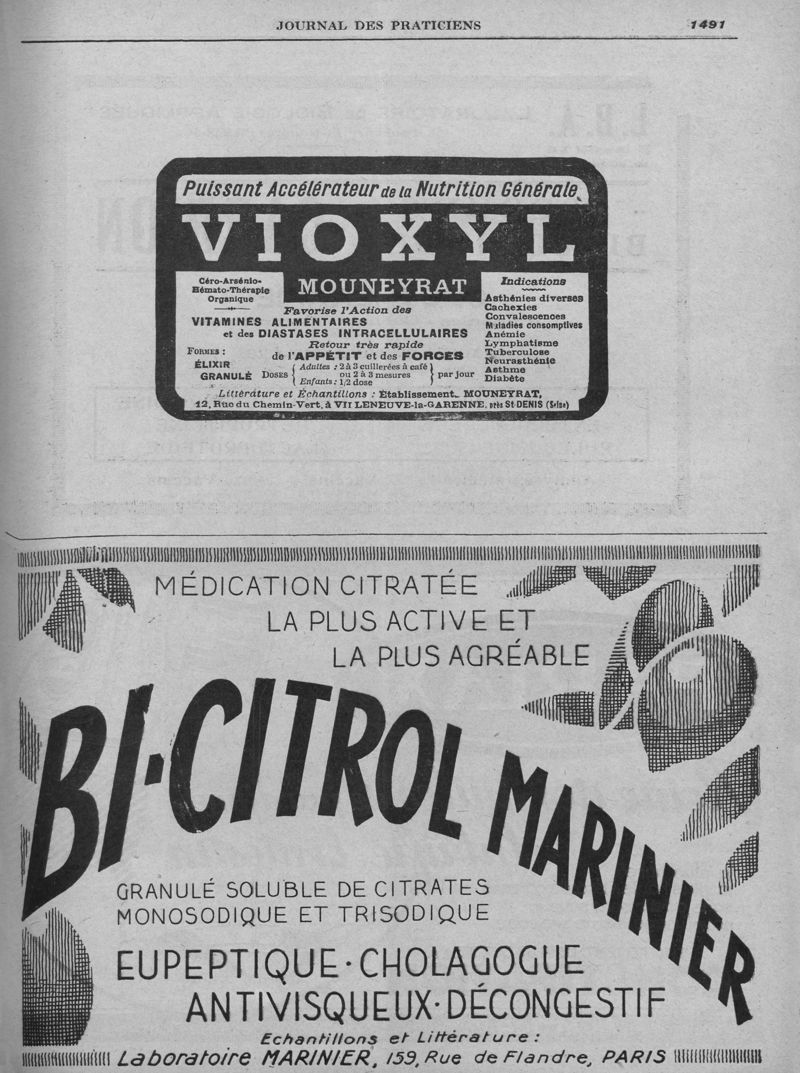 JOURNAL DES PRATICIENS 1491
Puissant Accélérateur de la Nutrition Générale
VIOXYL
MOUNEYRAT
Céro-Arsénio-
Hémato-Thérapie
Organique
Favorise l'Action des
VITAMINES ALIMENTAIRES
et des DIASTASES INTRACELLULAIRES
Retour très rapide
de l'APPÉTIT et des FORCES
FORMES :
ÉLIXIR
GRANULÉ
DOSES
Adultes : 2 à 3 cuillerées à café
ou 2 à 3 mesures
Enfants : 1/2 dose
par jour
Indications
Asthénies diverses
Cachexies
Convalescences
Maladies consomptives
Anémie
Lymphatisme
Tuberculose
Neurasthénie
Asthme
Diabète
Littérature et Échantillons : Établissement MOUNEYRAT,
12, Rue du Chemin-Vert, à VILLENEUVE-la-GARENNE, près St-DENIS (Seine)
MÉDICATION CITRATÉE
LA PLUS ACTIVE ET
LA PLUS AGRÉABLE
BI-CITROL MARINIER
GRANULÉ SOLUBLE DE CITRATES
MONOSODIQUE ET TRISODIQUE
EUPEPTIQUE · CHOLAGOGUE
ANTIVISQUEUX · DÉCONGESTIF
Echantillons et Littérature :
Laboratoire MARINIER, 159, Rue de Flandre, PARIS